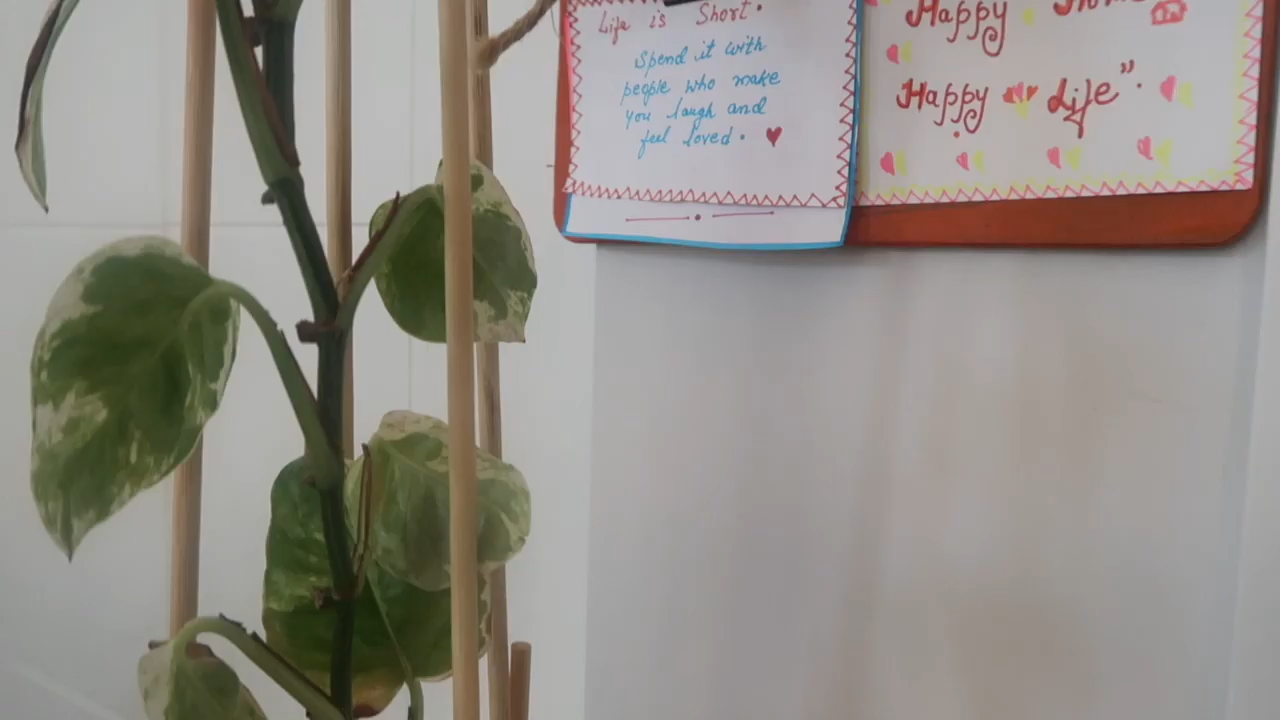 Life is Short.
Spend it with
people who make
you laugh and
feel loved.
Happy
Happy Life".